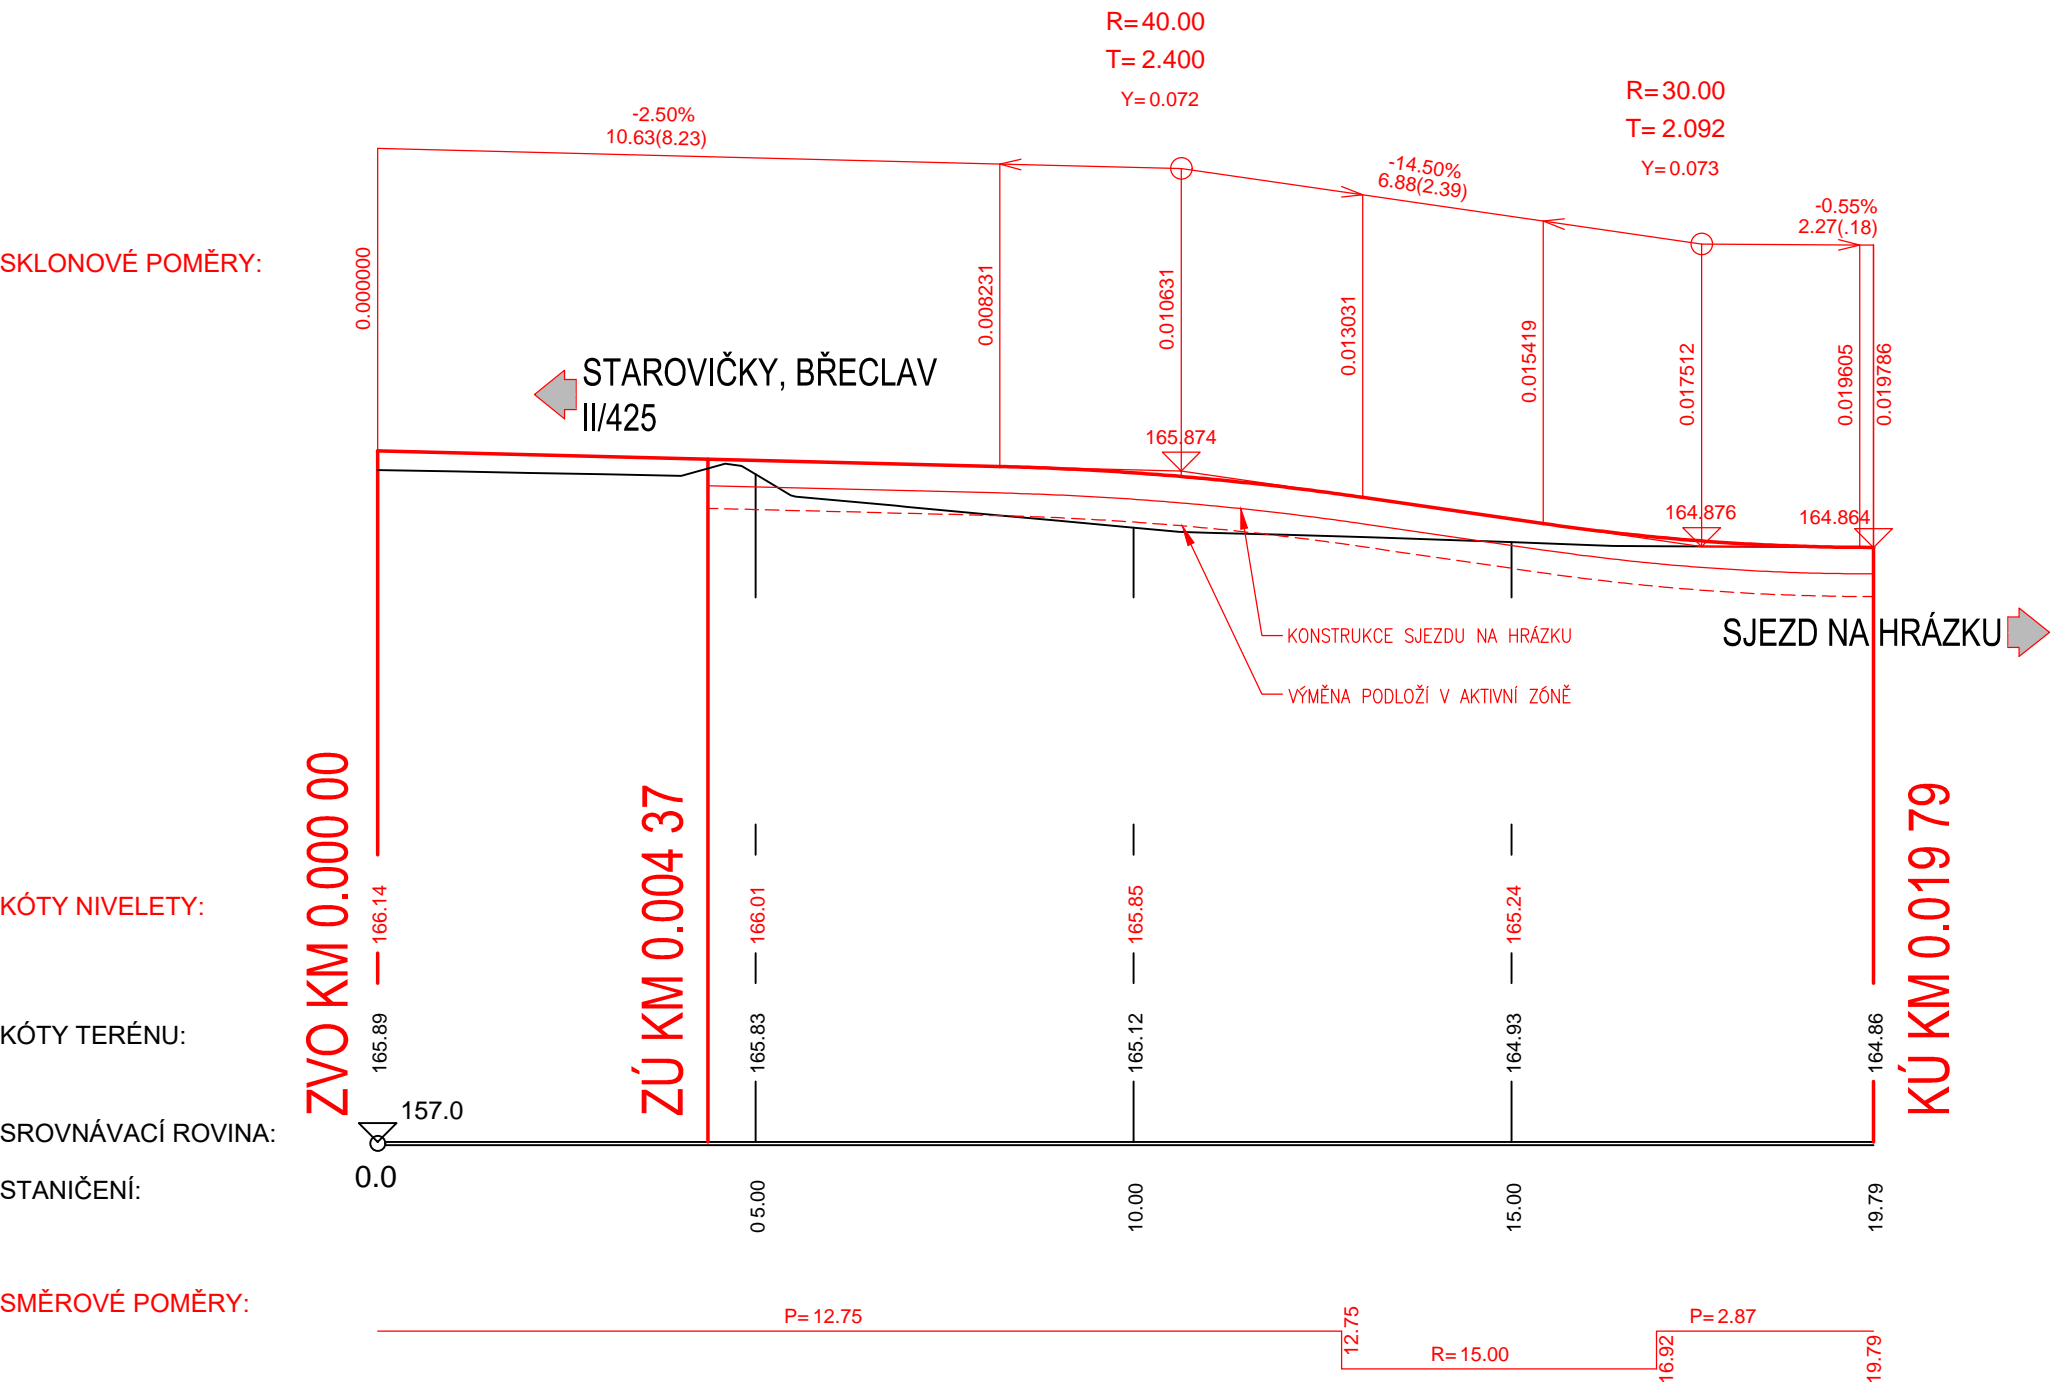 R=40.00
T= 2.400
Y=0.072
R=30.00
T= 2.092
Y=0.073
-2.50%
10.63(8.23)
-14.50%
6.88(2.39)
-0.55%
2.27(.18)
SKLONOVÉ POMĚRY:
0.000000
0.008231
0.010631
0.013031
0.015419
0.017512
0.019605
0.019786
STAROVIČKY, BŘECLAV
II/425
165.874
164.876
164.864
KONSTRUKCE SJEZDU NA HRÁZKU
SJEZD NA HRÁZKU
VÝMĚNA PODLOŽÍ V AKTIVNÍ ZÓNĚ
ZVO KM 0.000 00
ZÚ KM 0.004 37
KÚ KM 0.019 79
KÓTY NIVELETY:
166.14
166.01
165.85
165.24
KÓTY TERÉNU:
165.89
165.83
165.12
164.93
164.86
157.0
SROVNÁVACÍ ROVINA:
0.0
STANIČENÍ:
0 5.00
10.00
15.00
19.79
SMĚROVÉ POMĚRY:
P=12.75
12.75
R=15.00
16.92
P=2.87
19.79